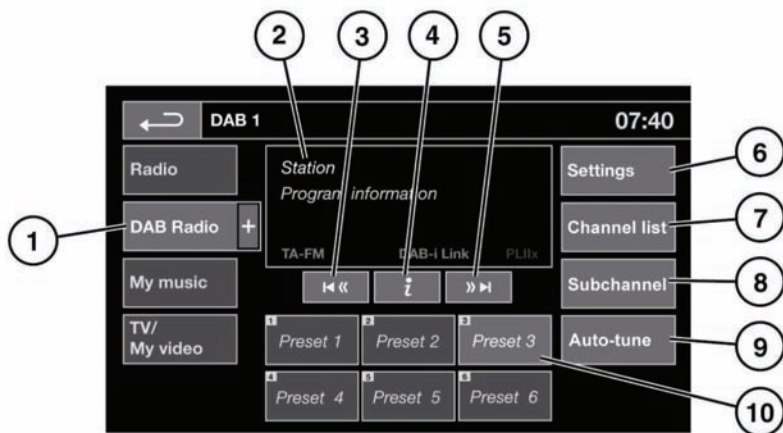 2 3 4 5
DAB 1 07:40
Radio Station Settings 6
Program information
1 DAB Radio + Channel list 7
TA-FM DAB-i Link PLIIx
My music i Subchannel 8
TV/ 1 Preset 1 2 Preset 2 3 Preset 3 Auto-tune 9
My video
4 Preset 4 5 Preset 5 6 Preset 6 10